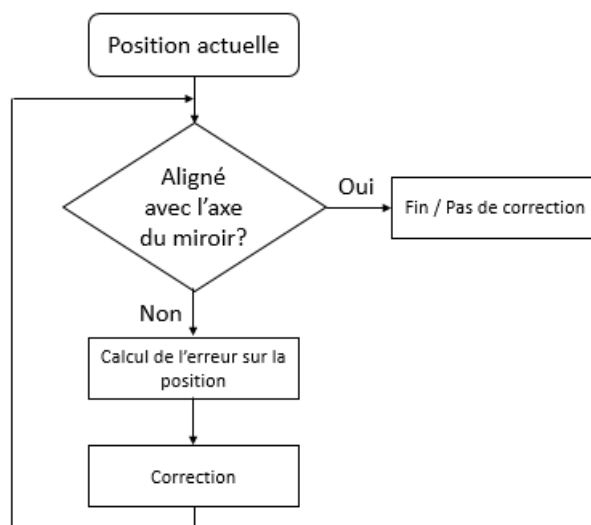 Position actuelle
Aligné
avec l'axe
du miroir?
Oui
Fin / Pas de correction
Non
Calcul de l'erreur sur la
position
Correction